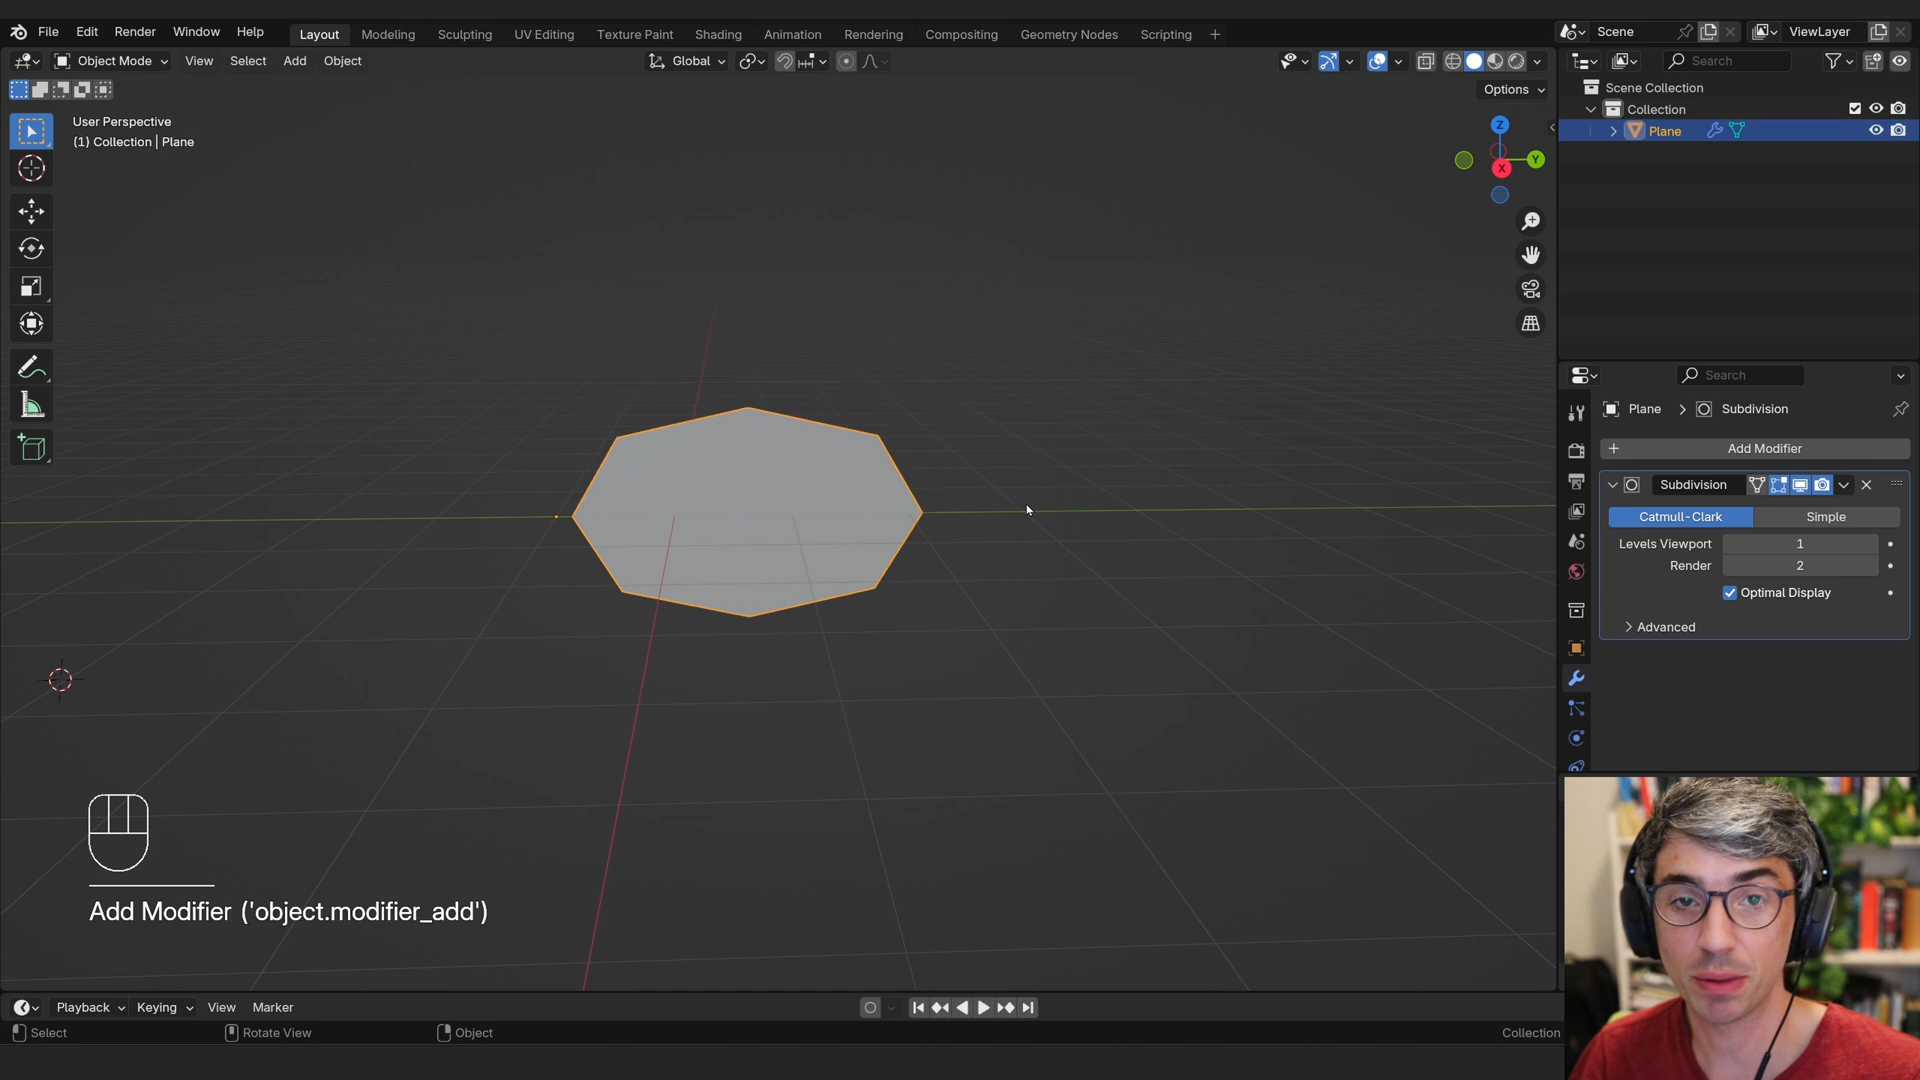 File Edit Render Window Help
Layout Modeling Sculpting UV Editing Texture Paint Shading Animation Rendering Compositing Geometry Nodes Scripting +
Scene
ViewLayer
Object Mode View Select Add Object
Global
Search
Options
User Perspective
(1) Collection | Plane
Scene Collection
Collection
Plane
Z
Y
X
Search
Plane > Subdivision
+ Add Modifier
Subdivision
Catmull-Clark Simple
Levels Viewport 1
Render 2
Optimal Display
Advanced
Add Modifier ('object.modifier_add')
Playback Keying View Marker
Select Rotate View Object
Collection